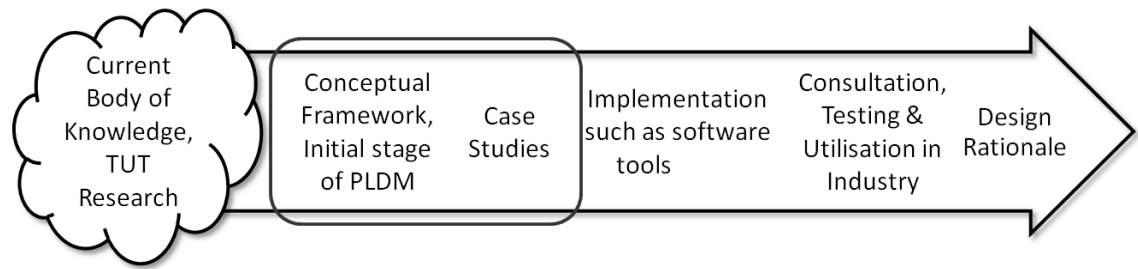 Current
Body of
Knowledge,
TUT
Research
Conceptual
Framework,
Initial stage
of PLDM
Case
Studies
Implementation
such as software
tools
Consultation,
Testing &
Utilisation in
Industry
Design
Rationale